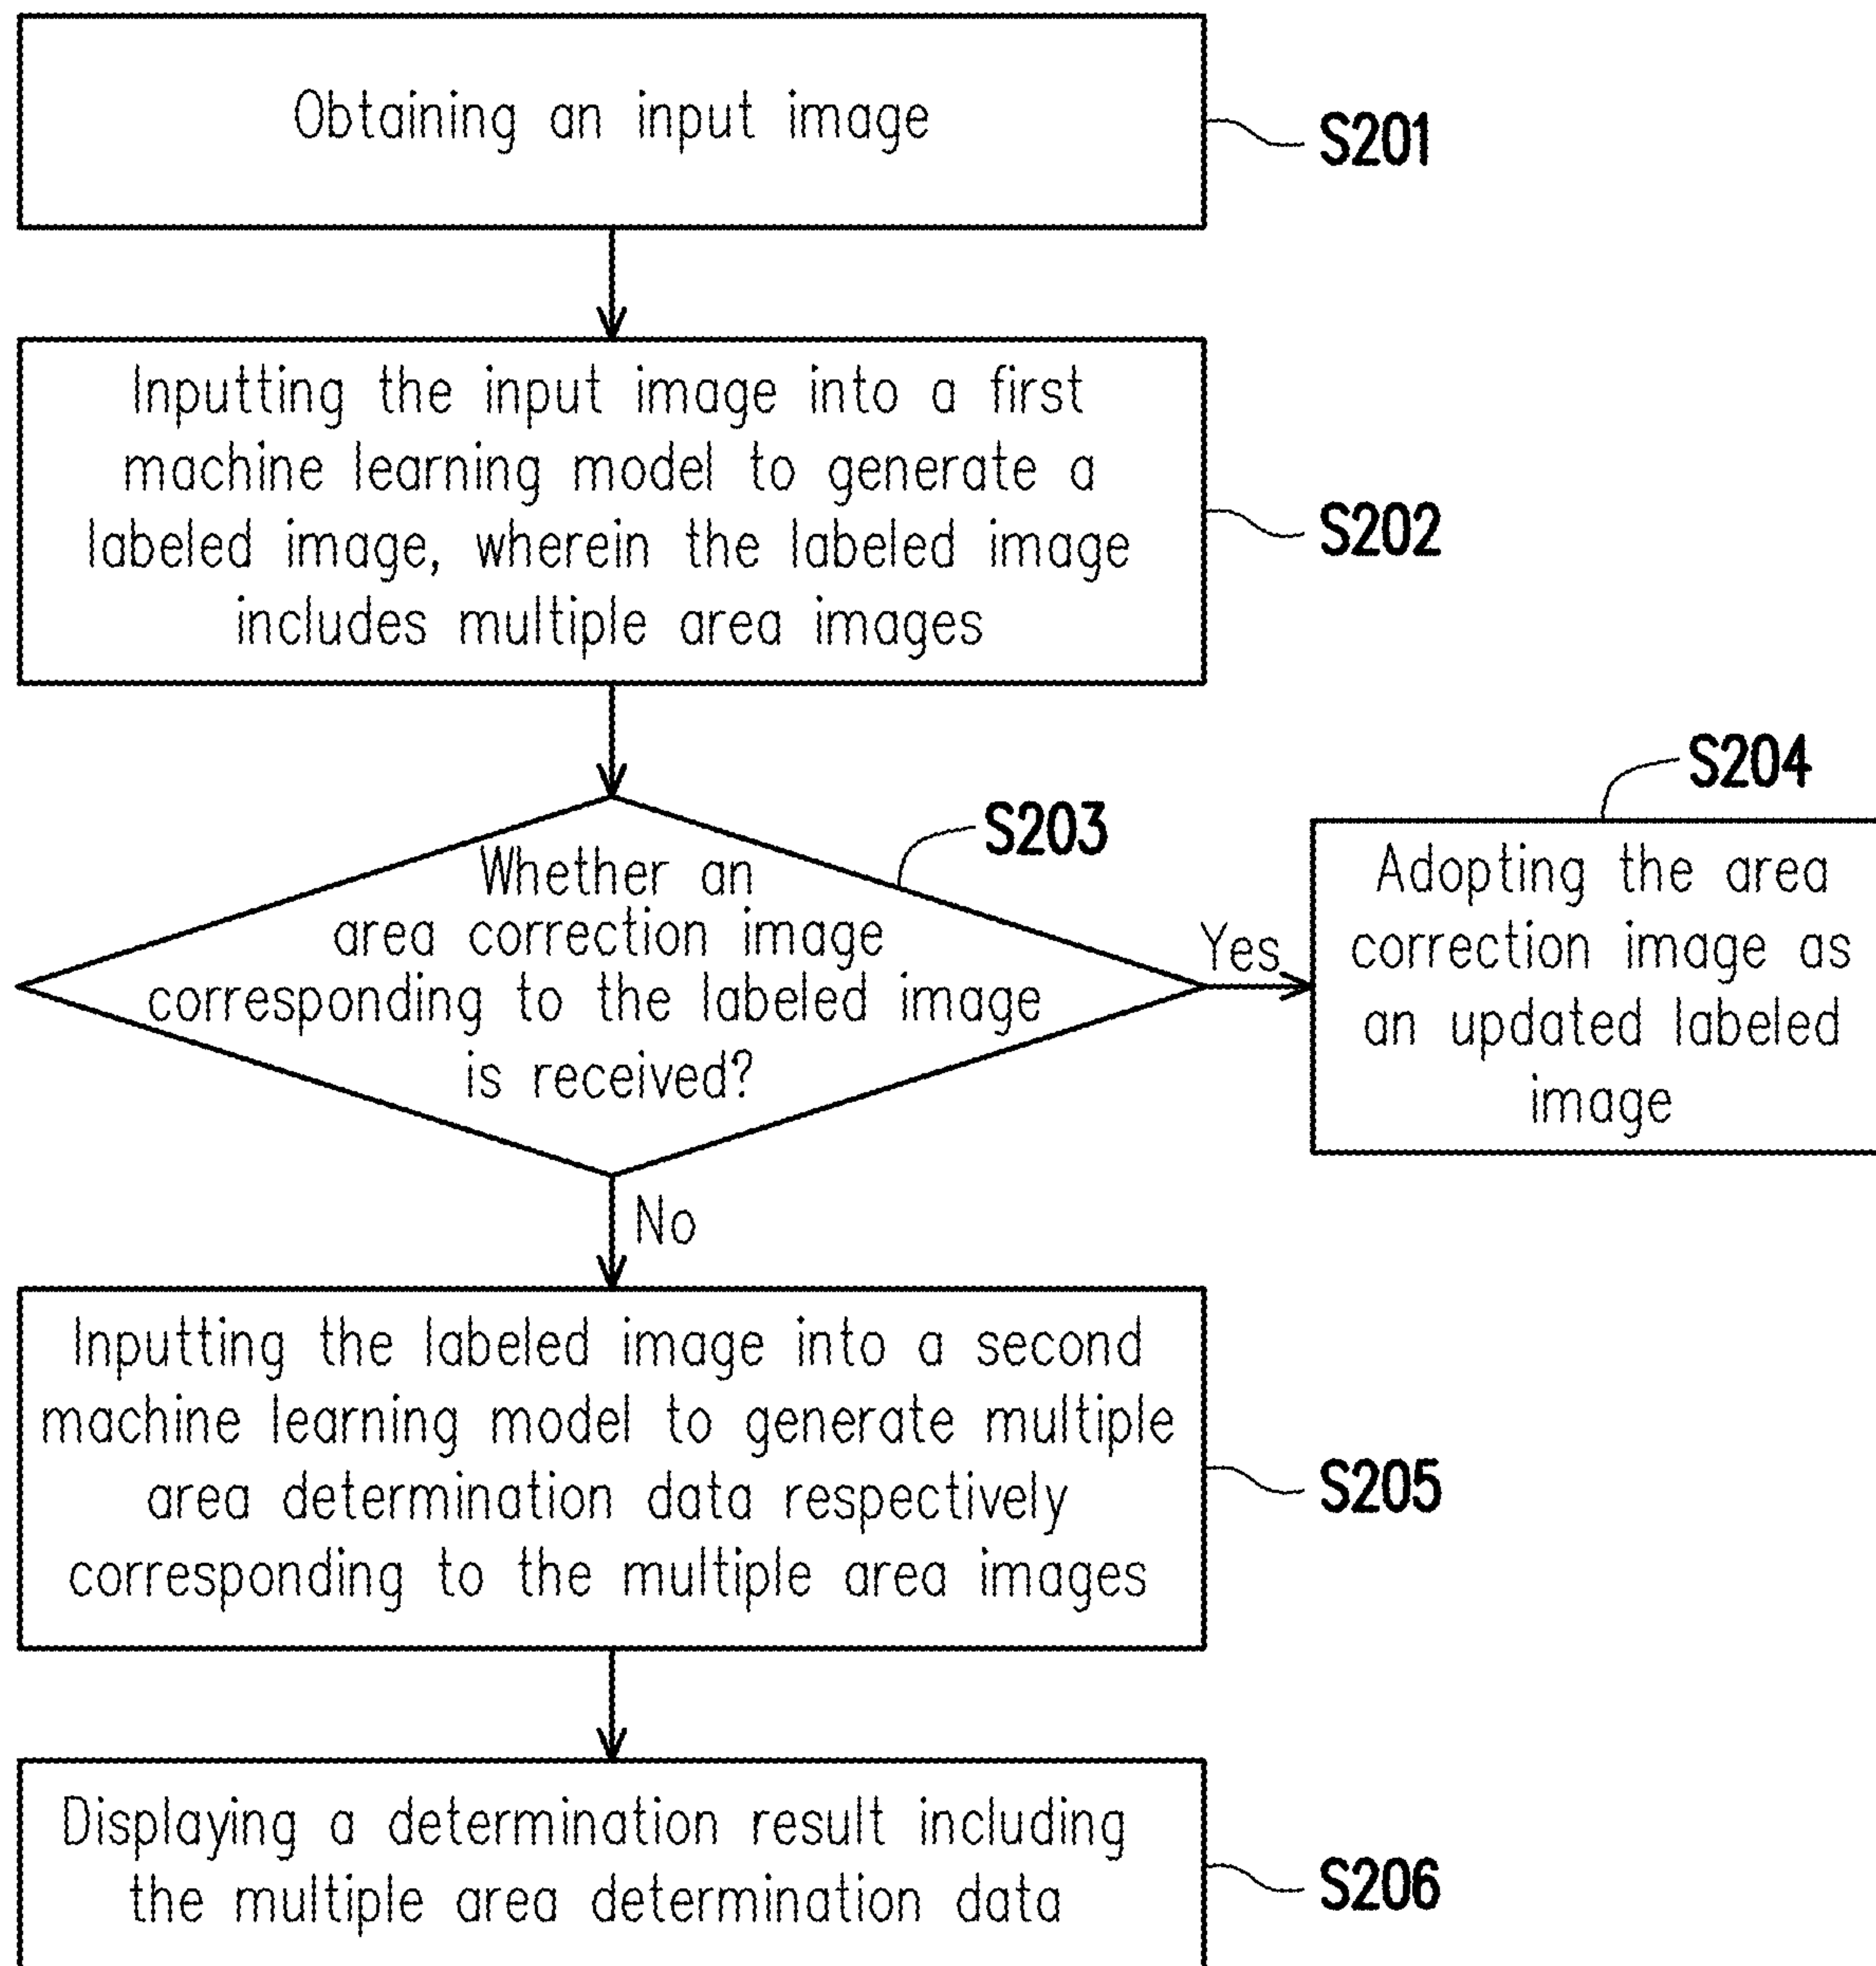 Obtaining an input image
S201
Inputting the input image into a first
machine learning model to generate a
labeled image, wherein the labeled image
includes multiple area images
S202
Whether an
area correction image
corresponding to the labeled image
is received?
S203
Yes
S204
Adopting the area
correction image as
an updated labeled
image
No
Inputting the labeled image into a second
machine learning model to generate multiple
area determination data respectively
corresponding to the multiple area images
S205
Displaying a determination result including
the multiple area determination data
S206